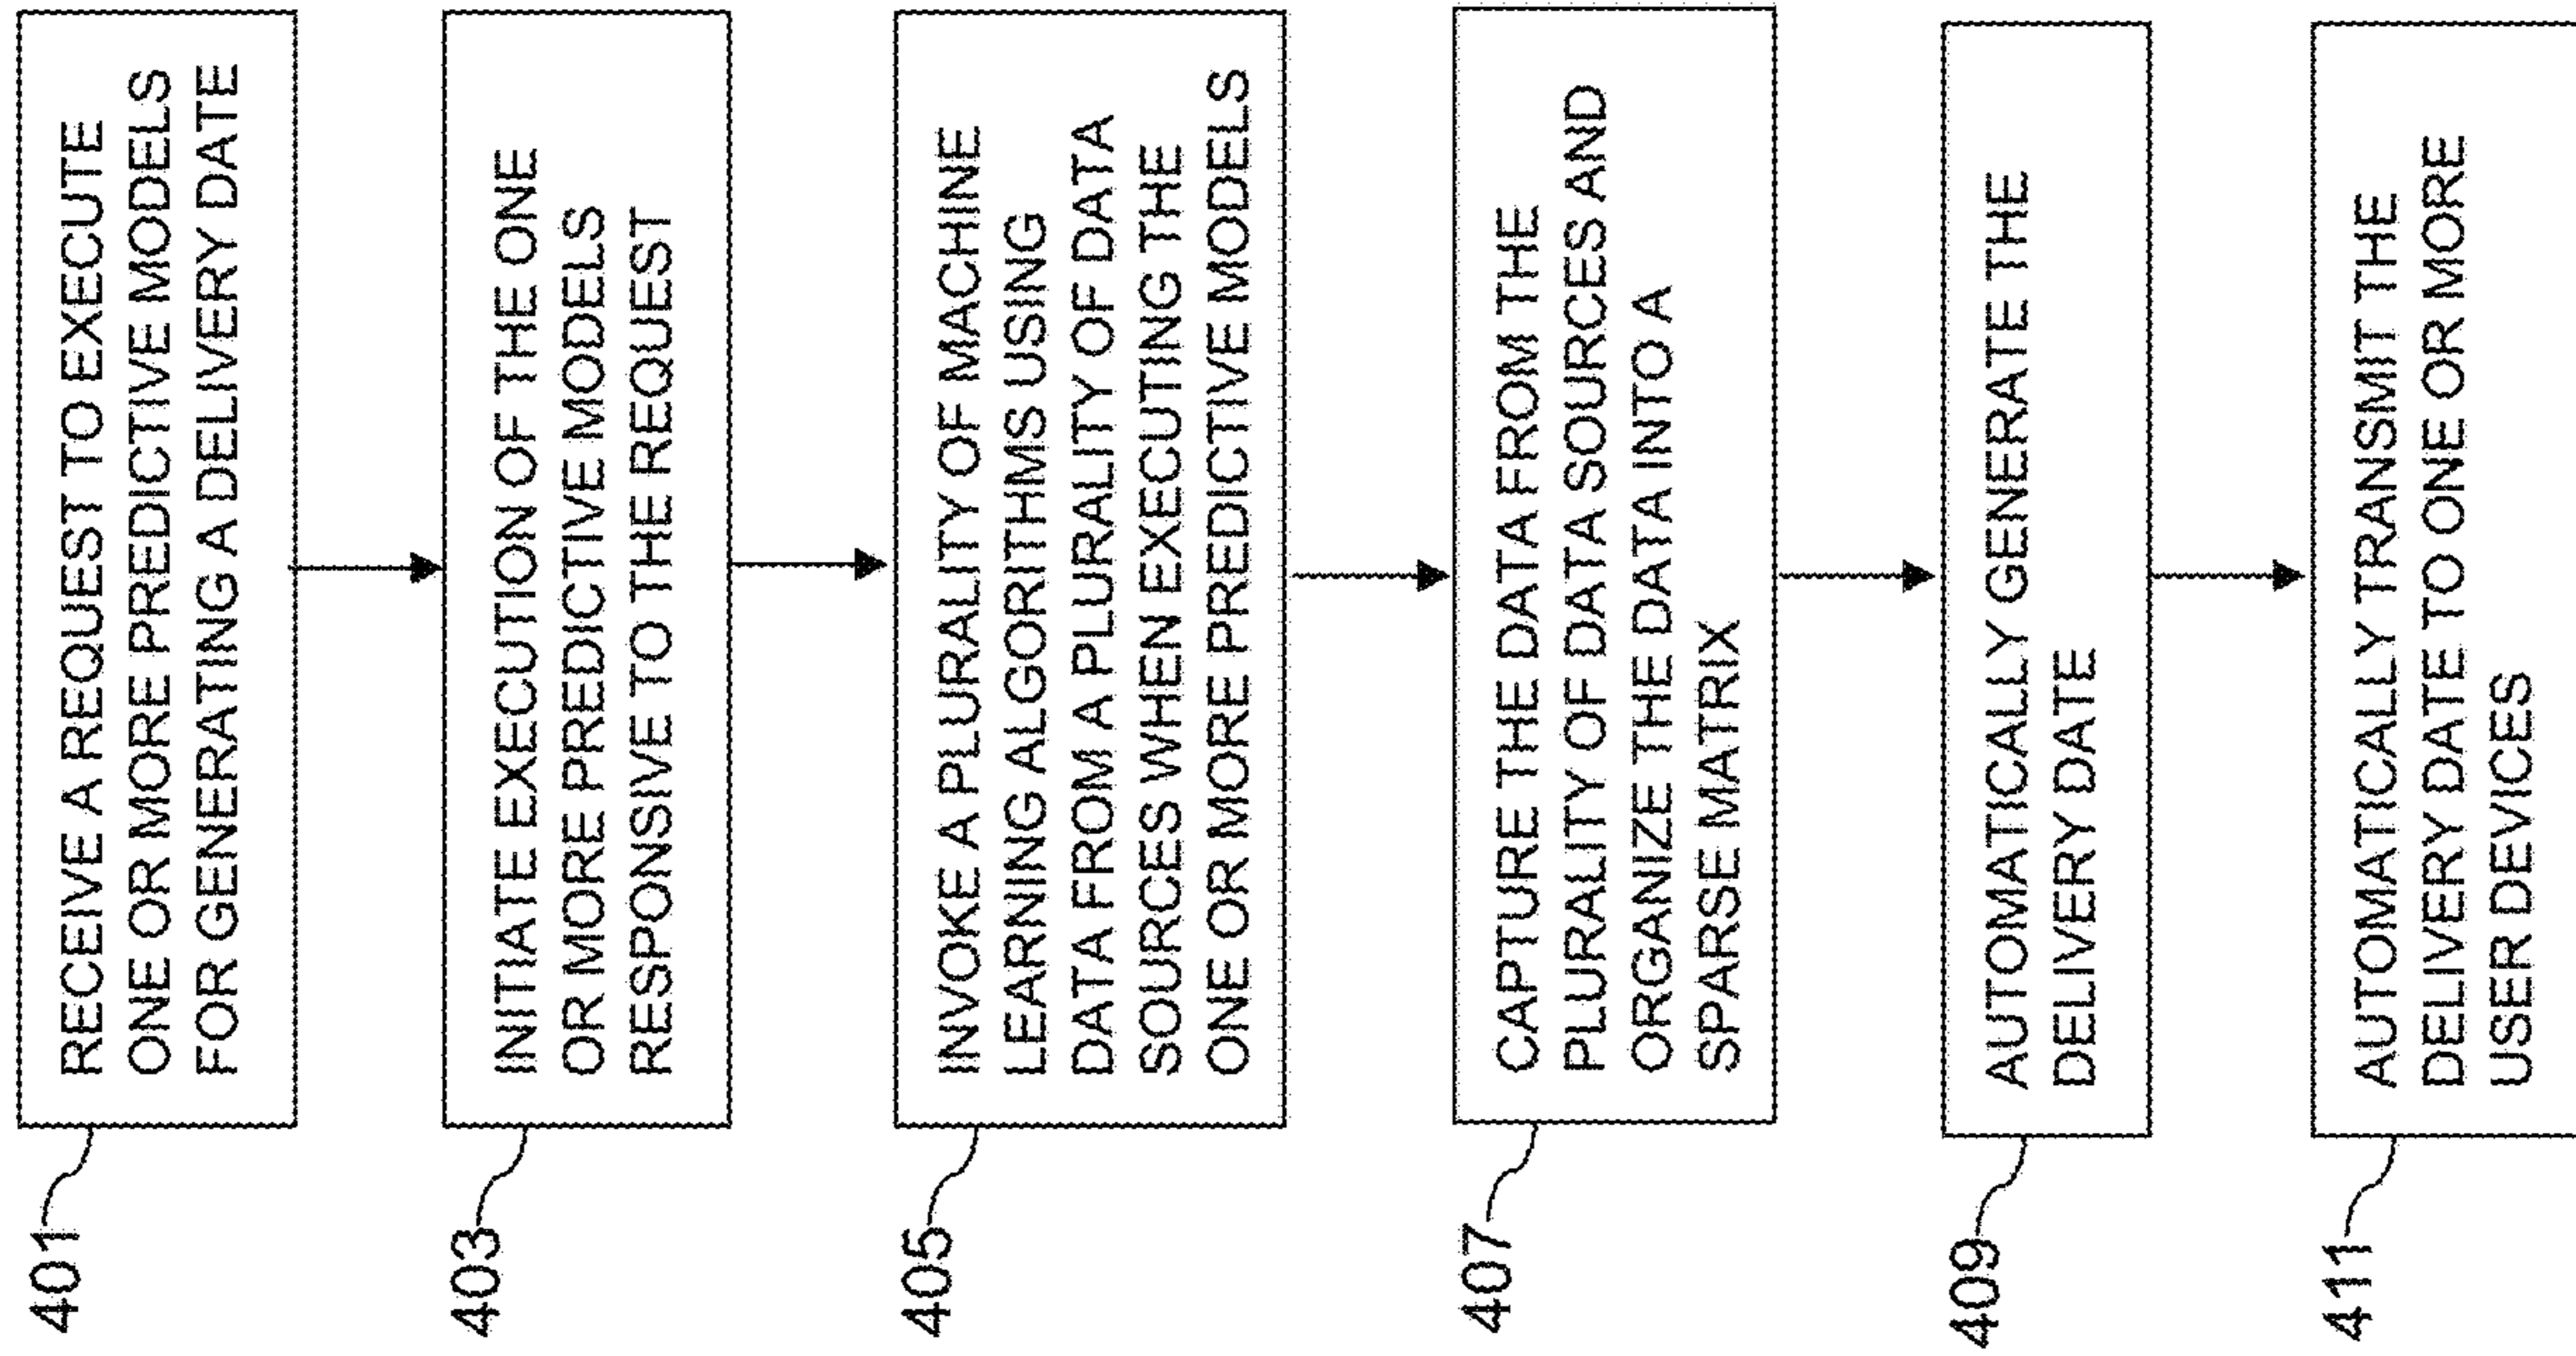 401
RECEIVE A REQUEST TO EXECUTE
ONE OR MORE PREDICTIVE MODELS
FOR GENERATING A DELIVERY DATE
403
INITIATE EXECUTION OF THE ONE
OR MORE PREDICTIVE MODELS
RESPONSIVE TO THE REQUEST
405
INVOKE A PLURALITY OF MACHINE
LEARNING ALGORITHMS USING
DATA FROM A PLURALITY OF DATA
SOURCES WHEN EXECUTING THE
ONE OR MORE PREDICTIVE MODELS
407
CAPTURE THE DATA FROM THE
PLURALITY OF DATA SOURCES AND
ORGANIZE THE DATA INTO A
SPARSE MATRIX
409
AUTOMATICALLY GENERATE THE
DELIVERY DATE
411
AUTOMATICALLY TRANSMIT THE
DELIVERY DATE TO ONE OR MORE
USER DEVICES